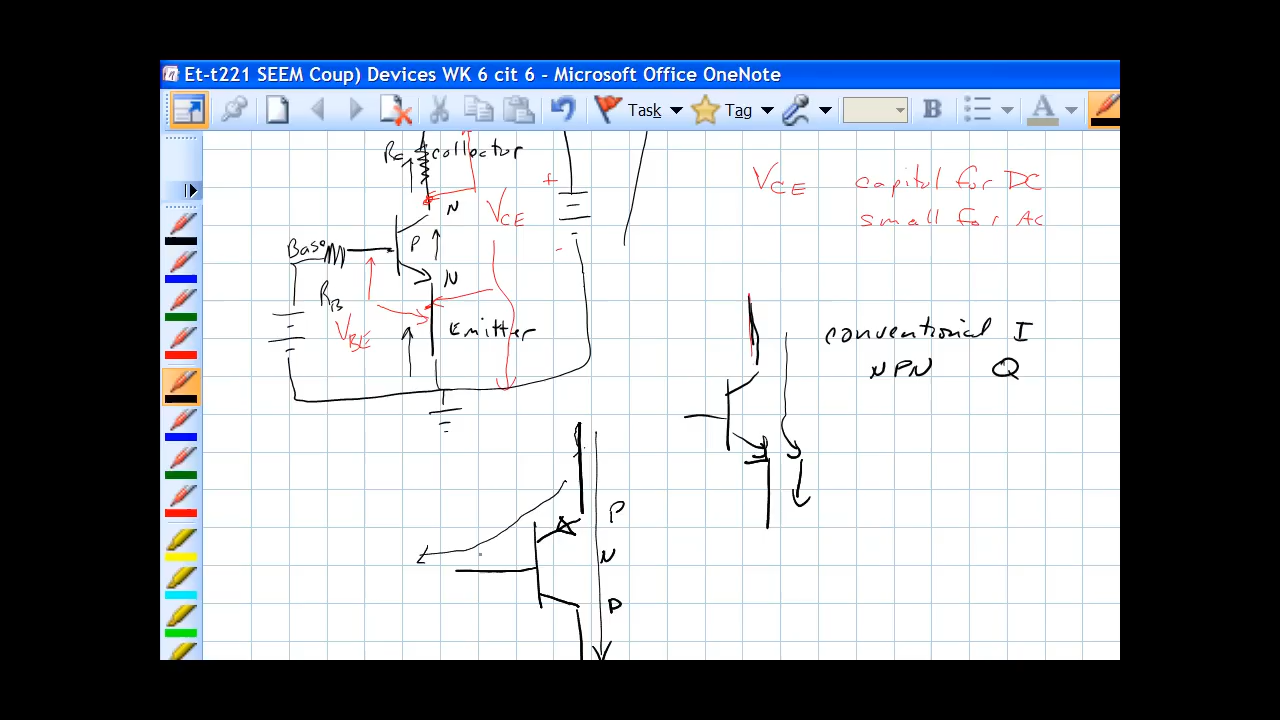 Et-t221 SEEM Coup) Devices WK 6 cit 6 - Microsoft Office OneNote
Task Tag B A
Rc collector
+
VCE capitol for DC
small for AC
N
VCE
P
Base
-
N
RB
VBE
Emitter
conventional I
NPN Q
P
N
P